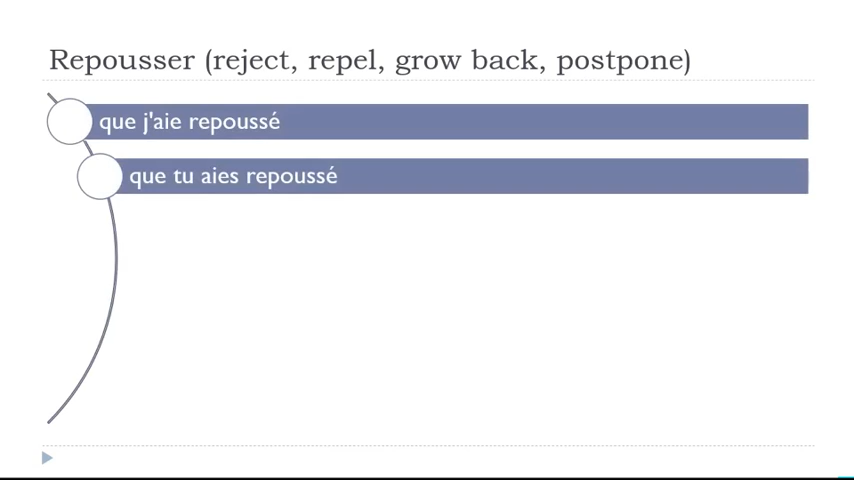 Repousser (reject, repel, grow back, postpone)
que j'aie repoussé
que tu aies repoussé